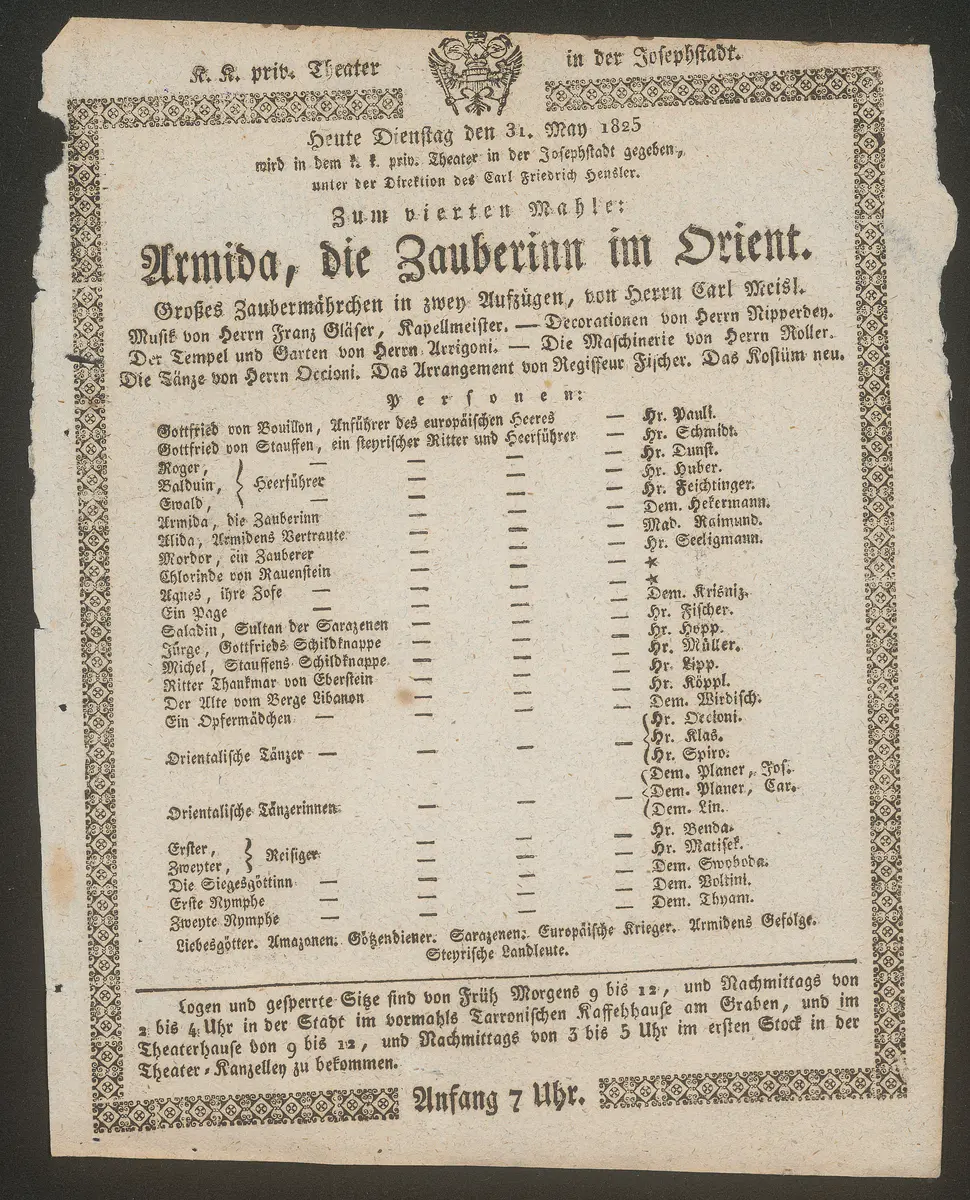 K. K. priv. Theater in der Josephstadt.
Heute Dienstag den 31. May 1825
wird in dem k. k. priv. Theater in der Josephstadt gegeben,
unter der Direktion des Carl Friedrich Hensler.
Zum vierten Mahle:
Armida, die Zauberinn im Orient.
Großes Zaubermährchen in zwey Aufzügen, von Herrn Carl Meisl.
Musik von Herrn Franz Gläser, Kapellmeister. — Decorationen von Herrn Nipperdey.
Der Tempel und Garten von Herrn Arrigoni. — Die Maschinerie von Herrn Roller.
Die Tänze von Herrn Occioni. Das Arrangement von Regisseur Fischer. Das Kostüm neu.
Personen:
Gottfried von Bouillon, Anführer des europäischen Heeres — Hr. Pauli.
Gottfried von Stauffen, ein steyrischer Ritter und Heerführer — Hr. Schmidt.
Roger, — — — — Hr. Dunst.
Balduin, } Heerführer — — — Hr. Huber.
Ewald, — — — — Hr. Feichtinger.
Armida, die Zauberinn — — — Dem. Hekermann.
Alida, Armidens Vertraute — — — Mad. Raimund.
Mordor, ein Zauberer — — — Hr. Seeligmann.
Chlorinde von Rauenstein — — — *
Agnes, ihre Zofe — — — — *
Ein Page — — — — Dem. Krisniz.
Saladin, Sultan der Sarazenen — — — Hr. Fischer.
Jürge, Gottfrieds Schildknappe — — — Hr. Hopp.
Michel, Stauffens Schildknappe — — — Hr. Müller.
Ritter Thankmar von Eberstein — — — Hr. Lipp.
Der Alte vom Berge Libanon — — — Hr. Köppl.
Ein Opfermädchen — — — — Dem. Wirdisch.
Orientalische Tänzer — — — — { Hr. Occioni.
Hr. Klas.
Hr. Spiro.
Orientalische Tänzerinnen — — — { Dem. Planer, Jos.
Dem. Planer, Car.
Dem. Lin.
Erster, } Reisiger — — — Hr. Benda.
Zweyter, — — — Hr. Matisek.
Die Siegesgöttinn — — — — Dem. Swoboda.
Erste Nymphe — — — — Dem. Voltini.
Zweyte Nymphe — — — — Dem. Thyam.
Liebesgötter. Amazonen. Götzendiener. Sarazenen. Europäische Krieger. Armidens Gefolge.
Steyrische Landleute.
Logen und gesperrte Sitze sind von Früh Morgens 9 bis 12, und Nachmittags von
2 bis 4 Uhr in der Stadt im vormahls Tarronischen Kaffehhause am Graben, und im
Theaterhause von 9 bis 12, und Nachmittags von 3 bis 5 Uhr im ersten Stock in der
Theater-Kanzelley zu bekommen.
Anfang 7 Uhr.